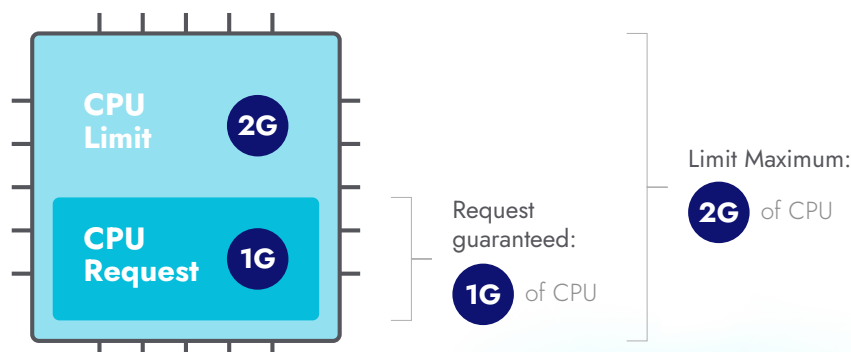 CPU
Limit
2G
CPU
Request
1G
Request
guaranteed:
1G of CPU
Limit Maximum:
2G of CPU